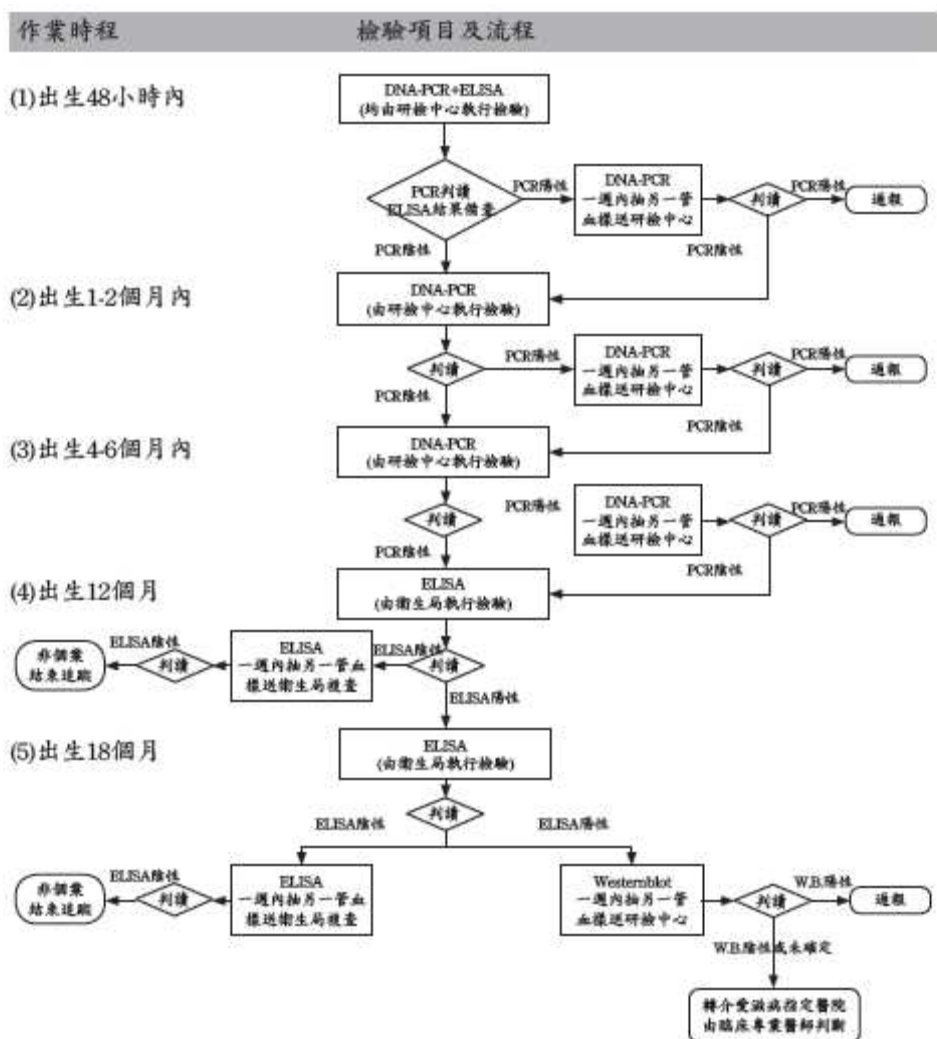 作業時程 檢驗項目及流程
(1)出生48小時內
DNA-PCR+ELISA
(均由研檢中心執行檢驗)
PCR判讀
ELISA結果備查
PCR陽性
DNA-PCR
一週內抽另一管
血樣送研檢中心
判讀
PCR陽性
通報
PCR陰性
PCR陰性
(2)出生1-2個月內
DNA-PCR
(由研檢中心執行檢驗)
判讀
PCR陽性
DNA-PCR
一週內抽另一管
血樣送研檢中心
判讀
PCR陽性
通報
PCR陰性
PCR陰性
(3)出生4-6個月內
DNA-PCR
(由研檢中心執行檢驗)
判讀
PCR陽性
DNA-PCR
一週內抽另一管
血樣送研檢中心
判讀
PCR陽性
通報
PCR陰性
PCR陰性
(4)出生12個月
ELISA
(由衛生局執行檢驗)
判讀
ELISA陰性
ELISA
一週內抽另一管血
樣送衛生局複查
判讀
ELISA陰性
非個案
結束追蹤
ELISA陽性
(5)出生18個月
ELISA
(由衛生局執行檢驗)
判讀
ELISA陰性
ELISA陽性
ELISA
一週內抽另一管血
樣送衛生局複查
判讀
ELISA陰性
非個案
結束追蹤
Westernblot
一週內抽另一管
血樣送研檢中心
判讀
W.B.陽性
通報
W.B.陰性或未確定
轉介愛滋病指定醫院
由臨床專業醫師判斷